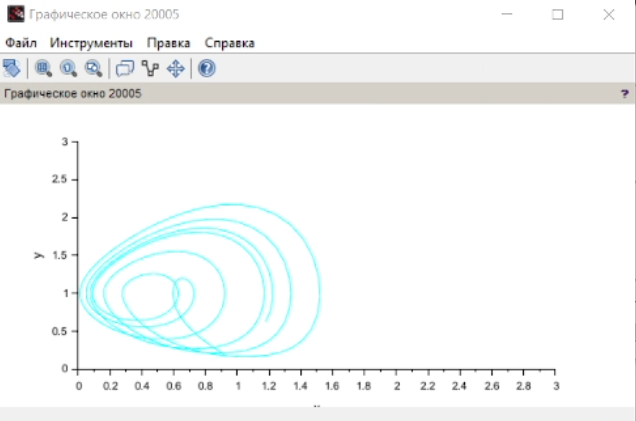 Графическое окно 20005
Файл Инструменты Правка Справка
Графическое окно 20005 ?
3
2.5
2
1.5
1
0.5
0
y
0 0.2 0.4 0.6 0.8 1 1.2 1.4 1.6 1.8 2 2.2 2.4 2.6 2.8 3